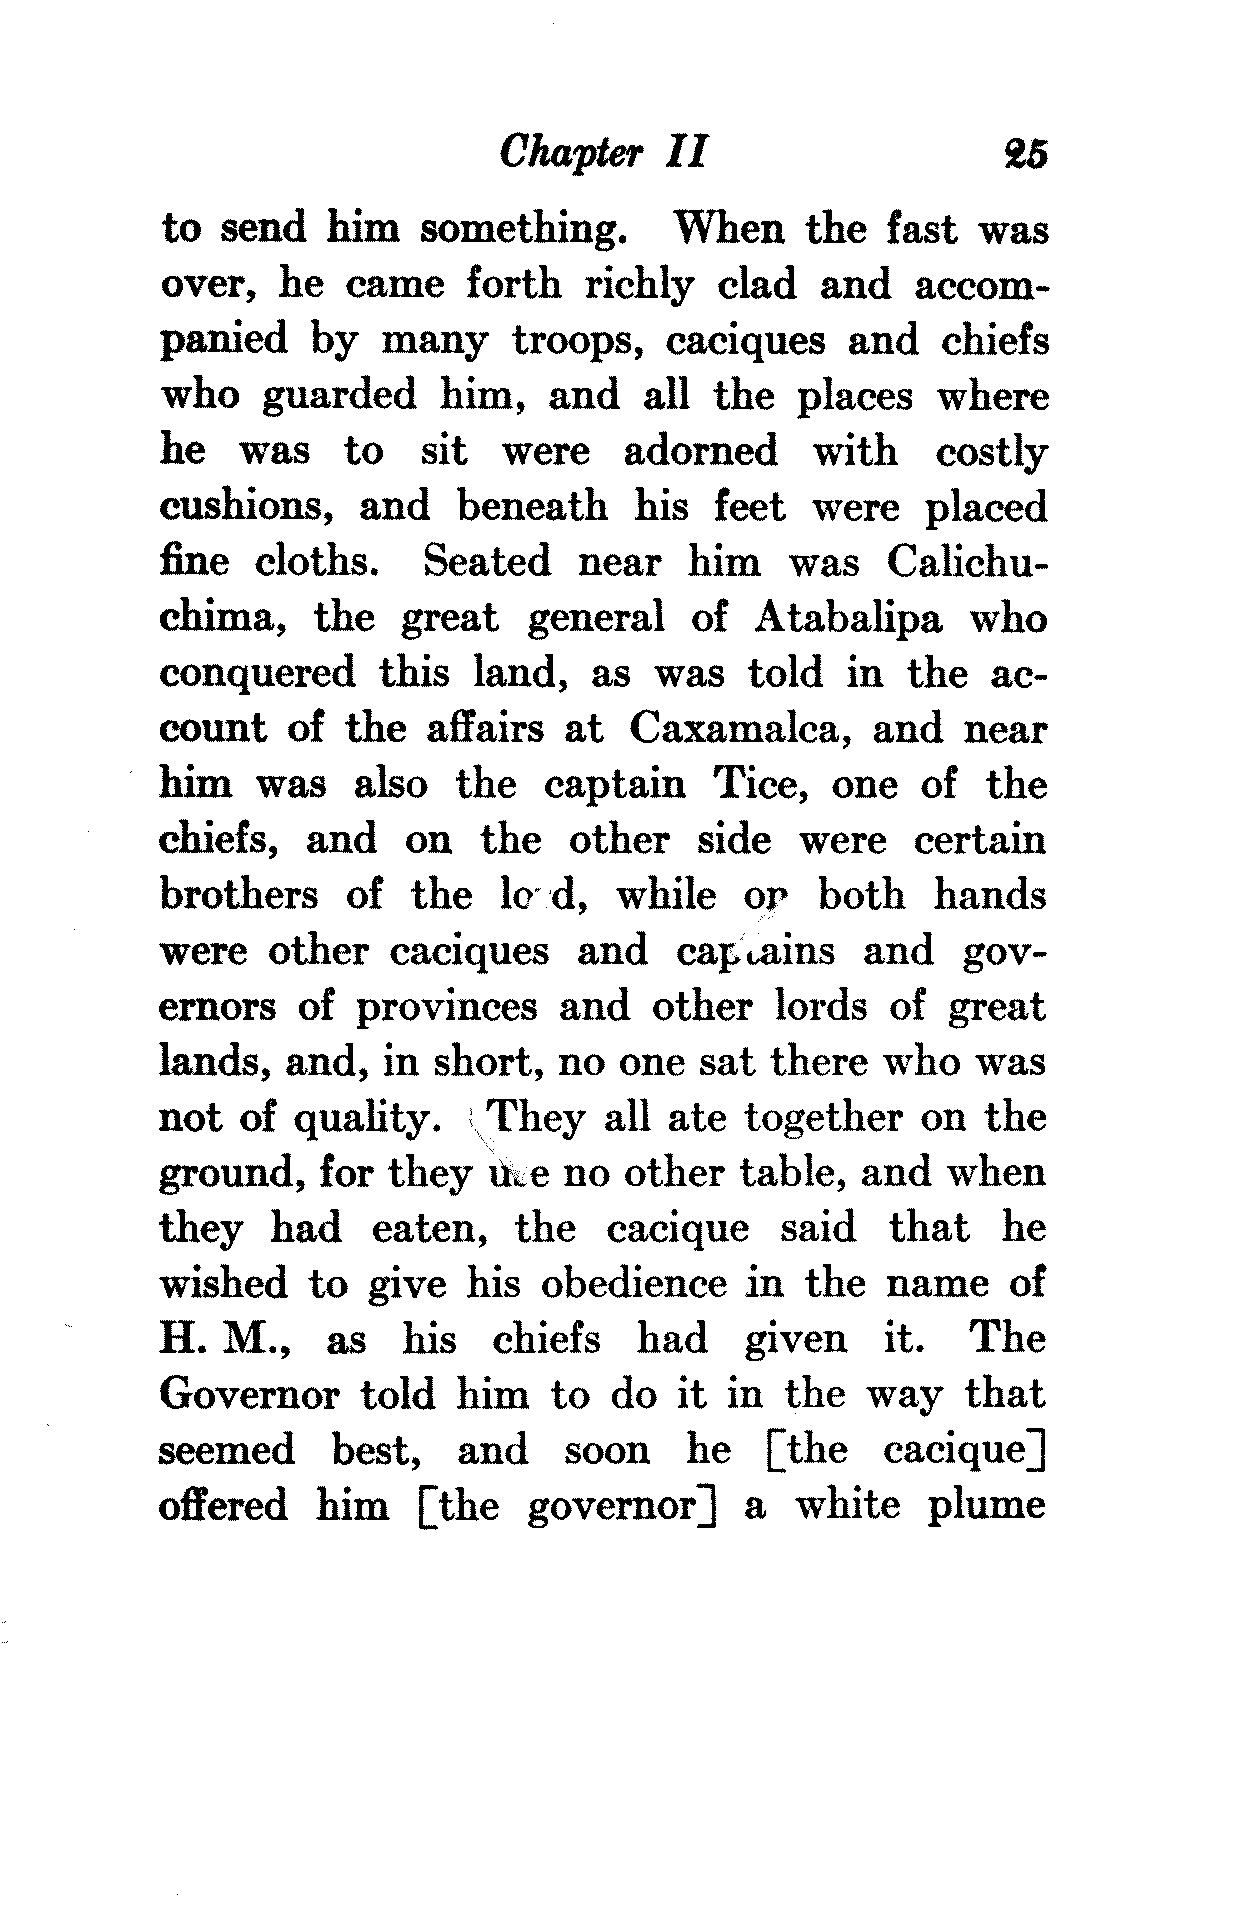 Chapter II 25
to send him something. When the fast was
over, he came forth richly clad and accom-
panied by many troops, caciques and chiefs
who guarded him, and all the places where
he was to sit were adorned with costly
cushions, and beneath his feet were placed
fine cloths. Seated near him was Calichu-
chima, the great general of Atabalipa who
conquered this land, as was told in the ac-
count of the affairs at Caxamalca, and near
him was also the captain Tice, one of the
chiefs, and on the other side were certain
brothers of the lord, while on both hands
were other caciques and captains and gov-
ernors of provinces and other lords of great
lands, and, in short, no one sat there who was
not of quality. They all ate together on the
ground, for they use no other table, and when
they had eaten, the cacique said that he
wished to give his obedience in the name of
H. M., as his chiefs had given it. The
Governor told him to do it in the way that
seemed best, and soon he [the cacique]
offered him [the governor] a white plume